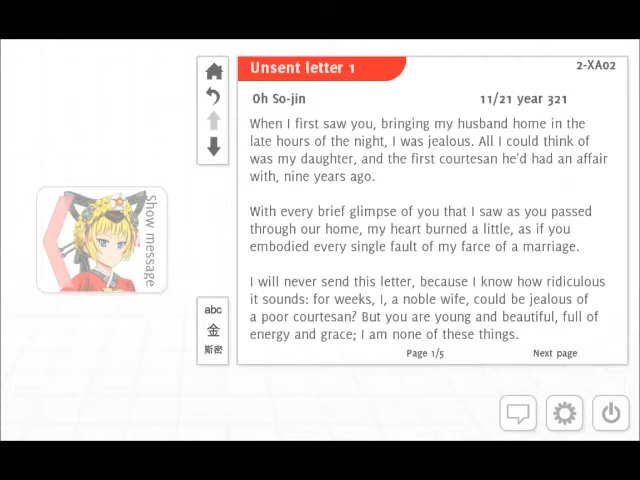 Unsent letter 1
2-XA02
Oh So-jin
11/21 year 321
When I first saw you, bringing my husband home in the
late hours of the night, I was jealous. All I could think of
was my daughter, and the first courtesan he'd had an affair
with, nine years ago.
With every brief glimpse of you that I saw as you passed
through our home, my heart burned a little, as if you
embodied every single fault of my farce of a marriage.
I will never send this letter, because I know how ridiculous
it sounds: for weeks, I, a noble wife, could be jealous of
a poor courtesan? But you are young and beautiful, full of
energy and grace; I am none of these things.
Page 1/5
Next page
Show message
abc
金
斯密